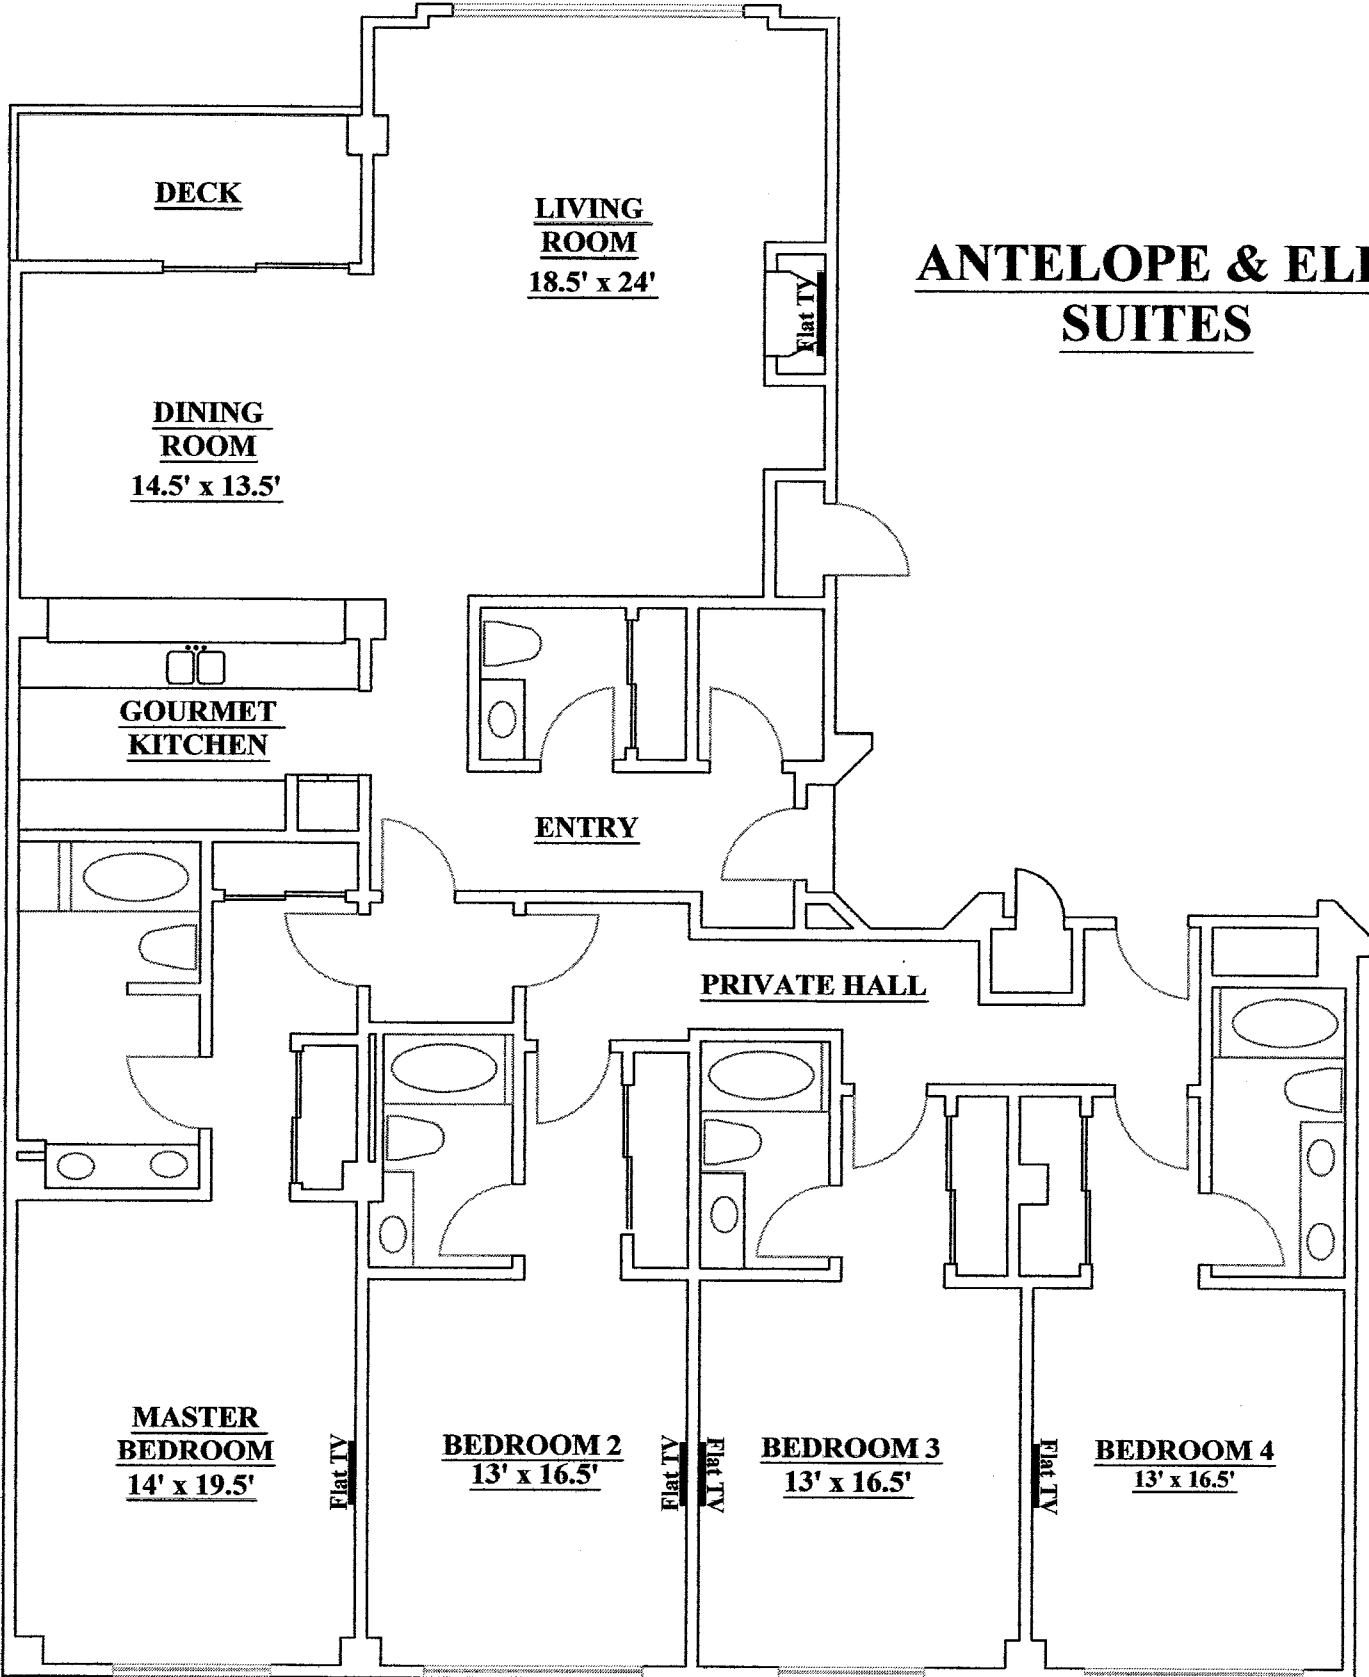 DECK
LIVING
ROOM
18.5' x 24'
ANTELOPE & EL
SUITES
Flat TV
DINING
ROOM
14.5' x 13.5'
GOURMET
KITCHEN
ENTRY
PRIVATE HALL
MASTER
BEDROOM
14' x 19.5'
Flat TV
BEDROOM 2
13' x 16.5'
Flat TV
Flat TV
BEDROOM 3
13' x 16.5'
Flat TV
BEDROOM 4
13' x 16.5'